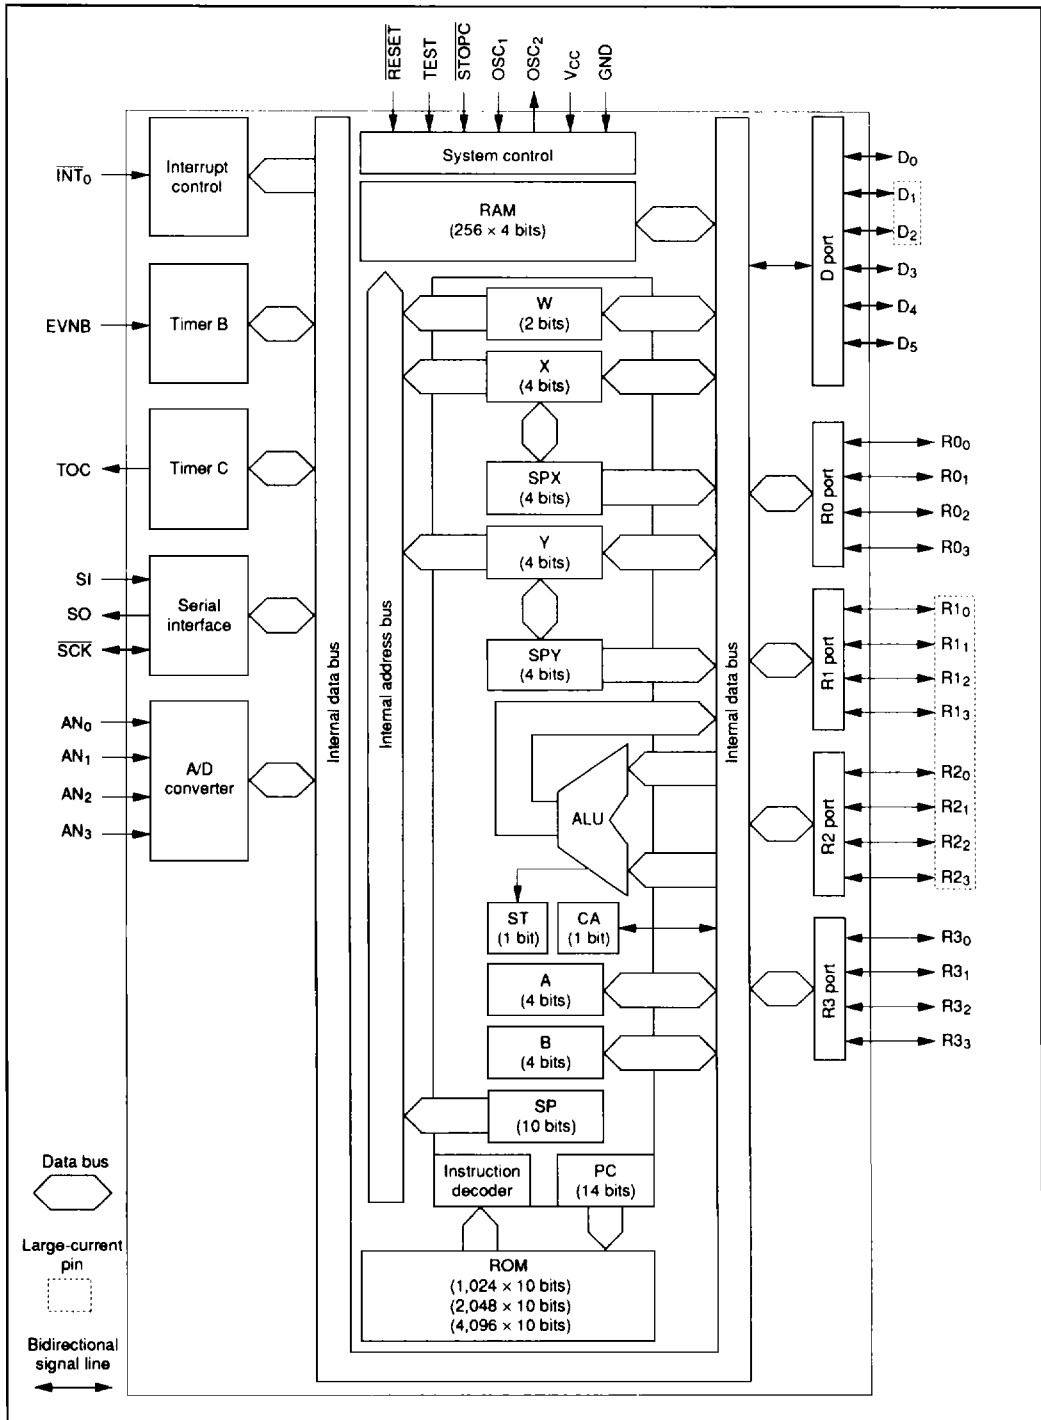 RESET
TEST
STOPC
OSC1
OSC2
VCC
GND
System control
RAM
(256 × 4 bits)
INT0
Interrupt
control
EVNB
Timer B
TOC
Timer C
SI
SO
SCK
Serial
interface
AN0
AN1
AN2
AN3
A/D
converter
Internal data bus
Internal address bus
W
(2 bits)
X
(4 bits)
SPX
(4 bits)
Y
(4 bits)
SPY
(4 bits)
ALU
ST
(1 bit)
CA
(1 bit)
A
(4 bits)
B
(4 bits)
SP
(10 bits)
Instruction
decoder
PC
(14 bits)
ROM
(1,024 × 10 bits)
(2,048 × 10 bits)
(4,096 × 10 bits)
Internal data bus
D port
D0
D1
D2
D3
D4
D5
R0 port
R00
R01
R02
R03
R1 port
R10
R11
R12
R13
R2 port
R20
R21
R22
R23
R3 port
R30
R31
R32
R33
Data bus
Large-current
pin
Bidirectional
signal line